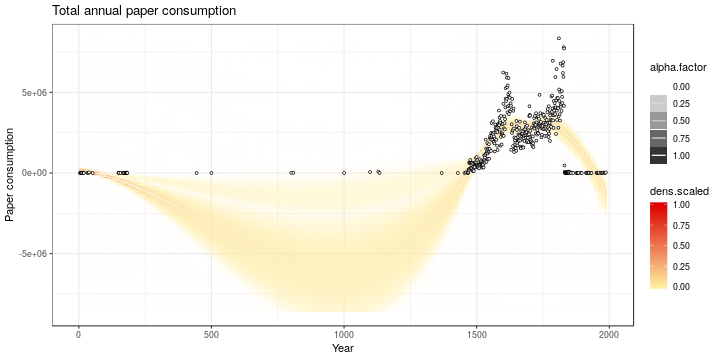 Total annual paper consumption
Paper consumption
5e+06
0e+00
-5e+06
0
500
1000
1500
2000
Year
alpha.factor
0.00
0.25
0.50
0.75
1.00
dens.scaled
1.00
0.75
0.50
0.25
0.00